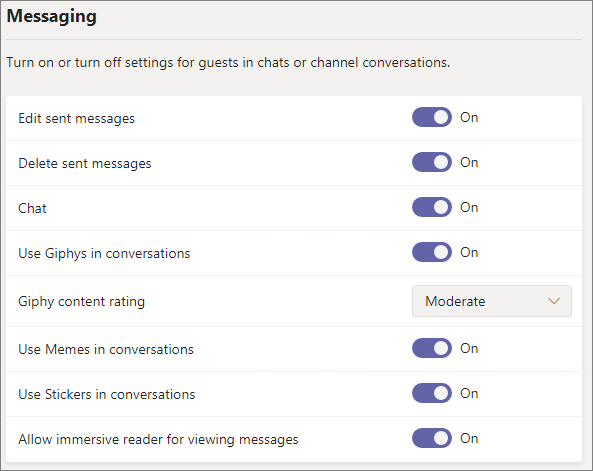 Messaging
Turn on or turn off settings for guests in chats or channel conversations.
Edit sent messages On
Delete sent messages On
Chat On
Use Giphys in conversations On
Giphy content rating Moderate
Use Memes in conversations On
Use Stickers in conversations On
Allow immersive reader for viewing messages On